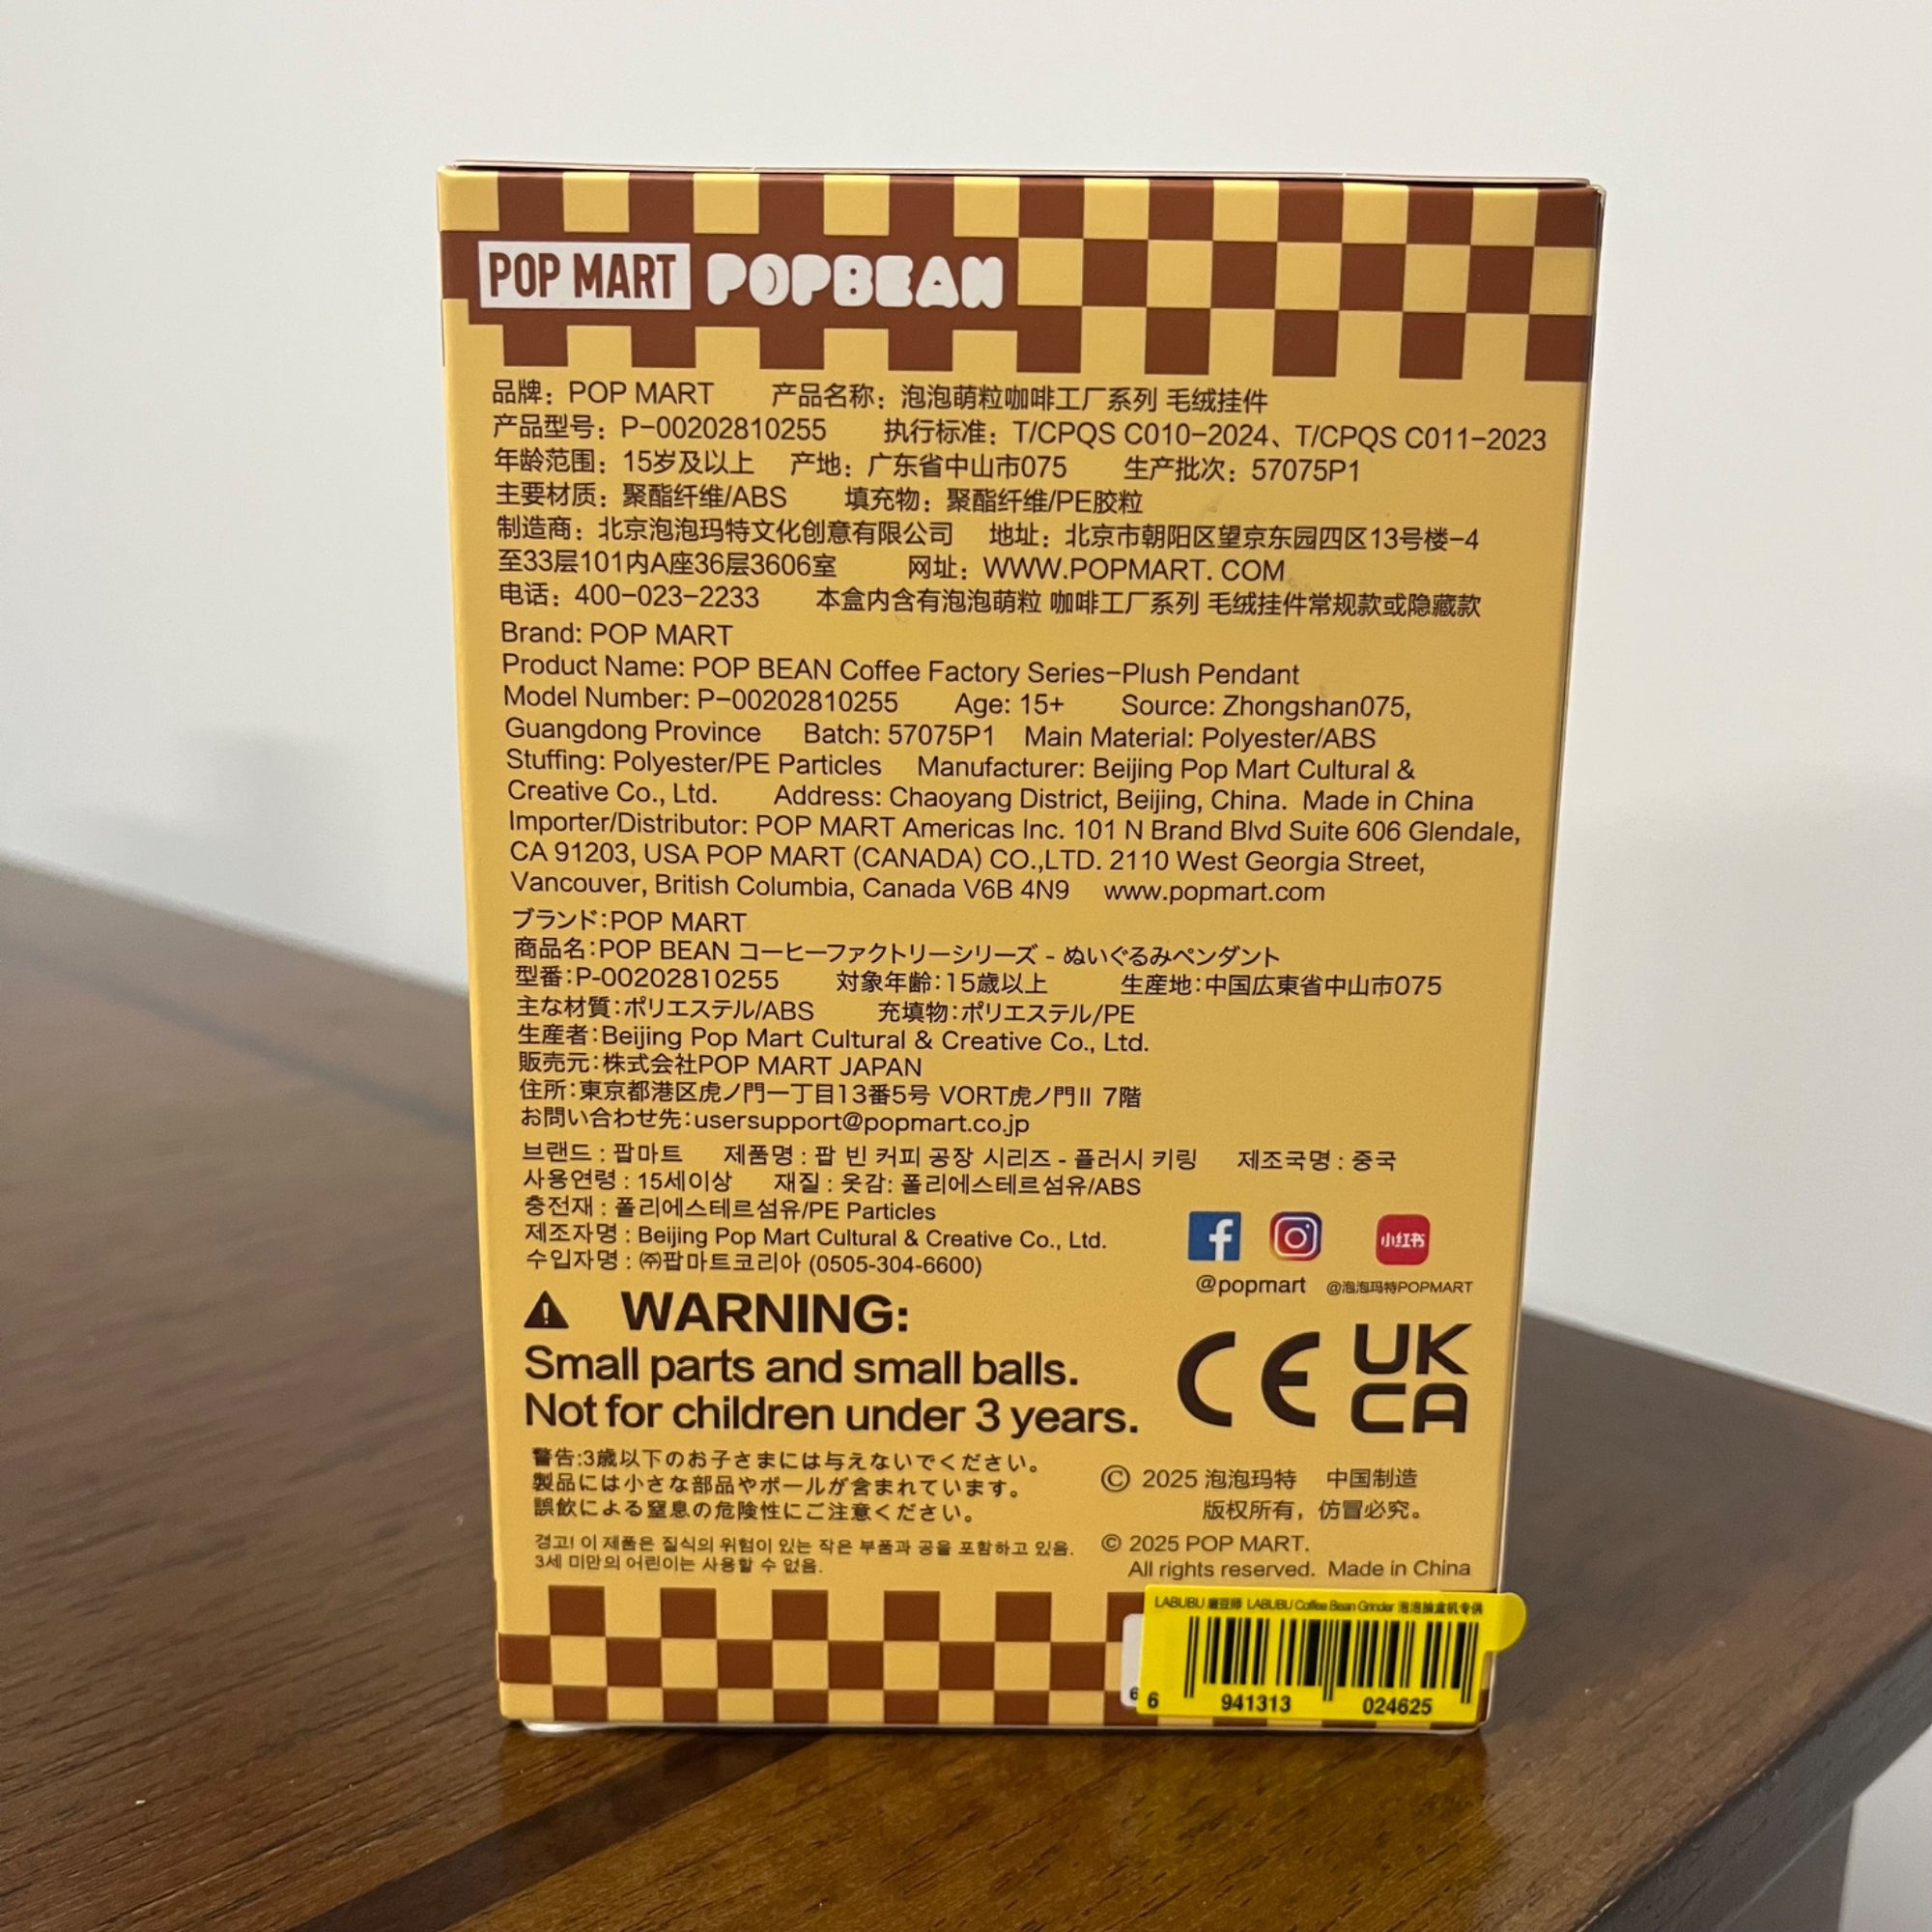 POP MART POPBEAN
品牌：POP MART 产品名称：泡泡萌粒咖啡工厂系列 毛绒挂件
产品型号：P-00202810255 执行标准：T/CPQS C010-2024、T/CPQS C011-2023
年龄范围：15岁及以上 产地：广东省中山市075 生产批次：57075P1
主要材质：聚酯纤维/ABS 填充物：聚酯纤维/PE胶粒
制造商：北京泡泡玛特文化创意有限公司 地址：北京市朝阳区望京东园四区13号楼-4
至33层101内A座36层3606室 网址：WWW.POPMART. COM
电话：400-023-2233 本盒内含有泡泡萌粒 咖啡工厂系列 毛绒挂件常规款或隐藏款
Brand: POP MART
Product Name: POP BEAN Coffee Factory Series-Plush Pendant
Model Number: P-00202810255 Age: 15+ Source: Zhongshan075,
Guangdong Province Batch: 57075P1 Main Material: Polyester/ABS
Stuffing: Polyester/PE Particles Manufacturer: Beijing Pop Mart Cultural &
Creative Co., Ltd. Address: Chaoyang District, Beijing, China. Made in China
Importer/Distributor: POP MART Americas Inc. 101 N Brand Blvd Suite 606 Glendale,
CA 91203, USA POP MART (CANADA) CO.,LTD. 2110 West Georgia Street,
Vancouver, British Columbia, Canada V6B 4N9 www.popmart.com
ブランド：POP MART
商品名：POP BEAN コーヒーファクトリーシリーズ - ぬいぐるみペンダント
型番：P-00202810255 対象年齢：15歳以上 生産地：中国広東省中山市075
主な材質：ポリエステル/ABS 充填物：ポリエステル/PE
生産者：Beijing Pop Mart Cultural & Creative Co., Ltd.
販売元：株式会社POP MART JAPAN
住所：東京都港区虎ノ門一丁目13番5号 VORT虎ノ門II 7階
お問い合わせ先：usersupport@popmart.co.jp
브랜드 : 팝마트 제품명 : 팝 빈 커피 공장 시리즈 - 플러시 키링 제조국명 : 중국
사용연령 : 15세이상 재질 : 옷감: 폴리에스테르섬유/ABS
충전재 : 폴리에스테르섬유/PE Particles
제조자명 : Beijing Pop Mart Cultural & Creative Co., Ltd.
수입자명 : ㈜팝마트코리아 (0505-304-6600)
小红书
@popmart @泡泡玛特POPMART
WARNING:
Small parts and small balls.
Not for children under 3 years.
CE UK CA
警告:3歳以下のお子さまには与えないでください。
製品には小さな部品やボールが含まれています。
誤飲による窒息の危険性にご注意ください。
경고! 이 제품은 질식의 위험이 있는 작은 부품과 공을 포함하고 있음.
3세 미만의 어린이는 사용할 수 없음.
© 2025 泡泡玛特 中国制造
版权所有，仿冒必究。
© 2025 POP MART.
All rights reserved. Made in China
LABUBU 磨豆师 LABUBU Coffee Bean Grinder 泡泡抽盒机专供
6
6 941313 024625